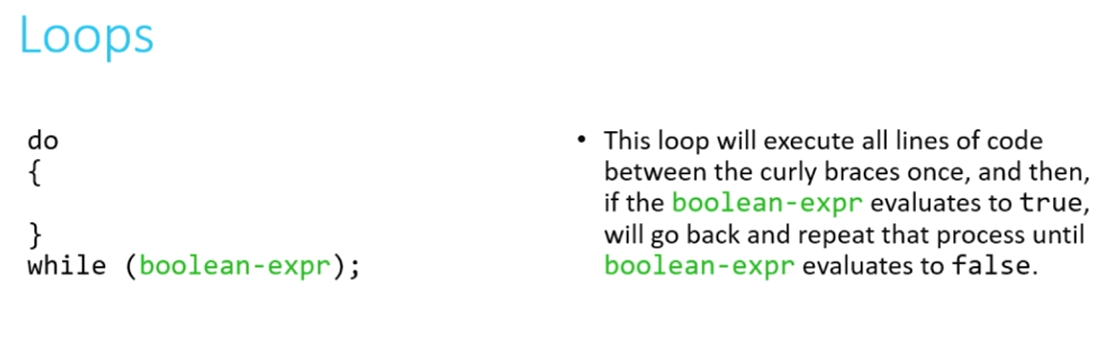 Loops
do
{
}
while (boolean-expr);
• This loop will execute all lines of code
between the curly braces once, and then,
if the boolean-expr evaluates to true,
will go back and repeat that process until
boolean-expr evaluates to false.